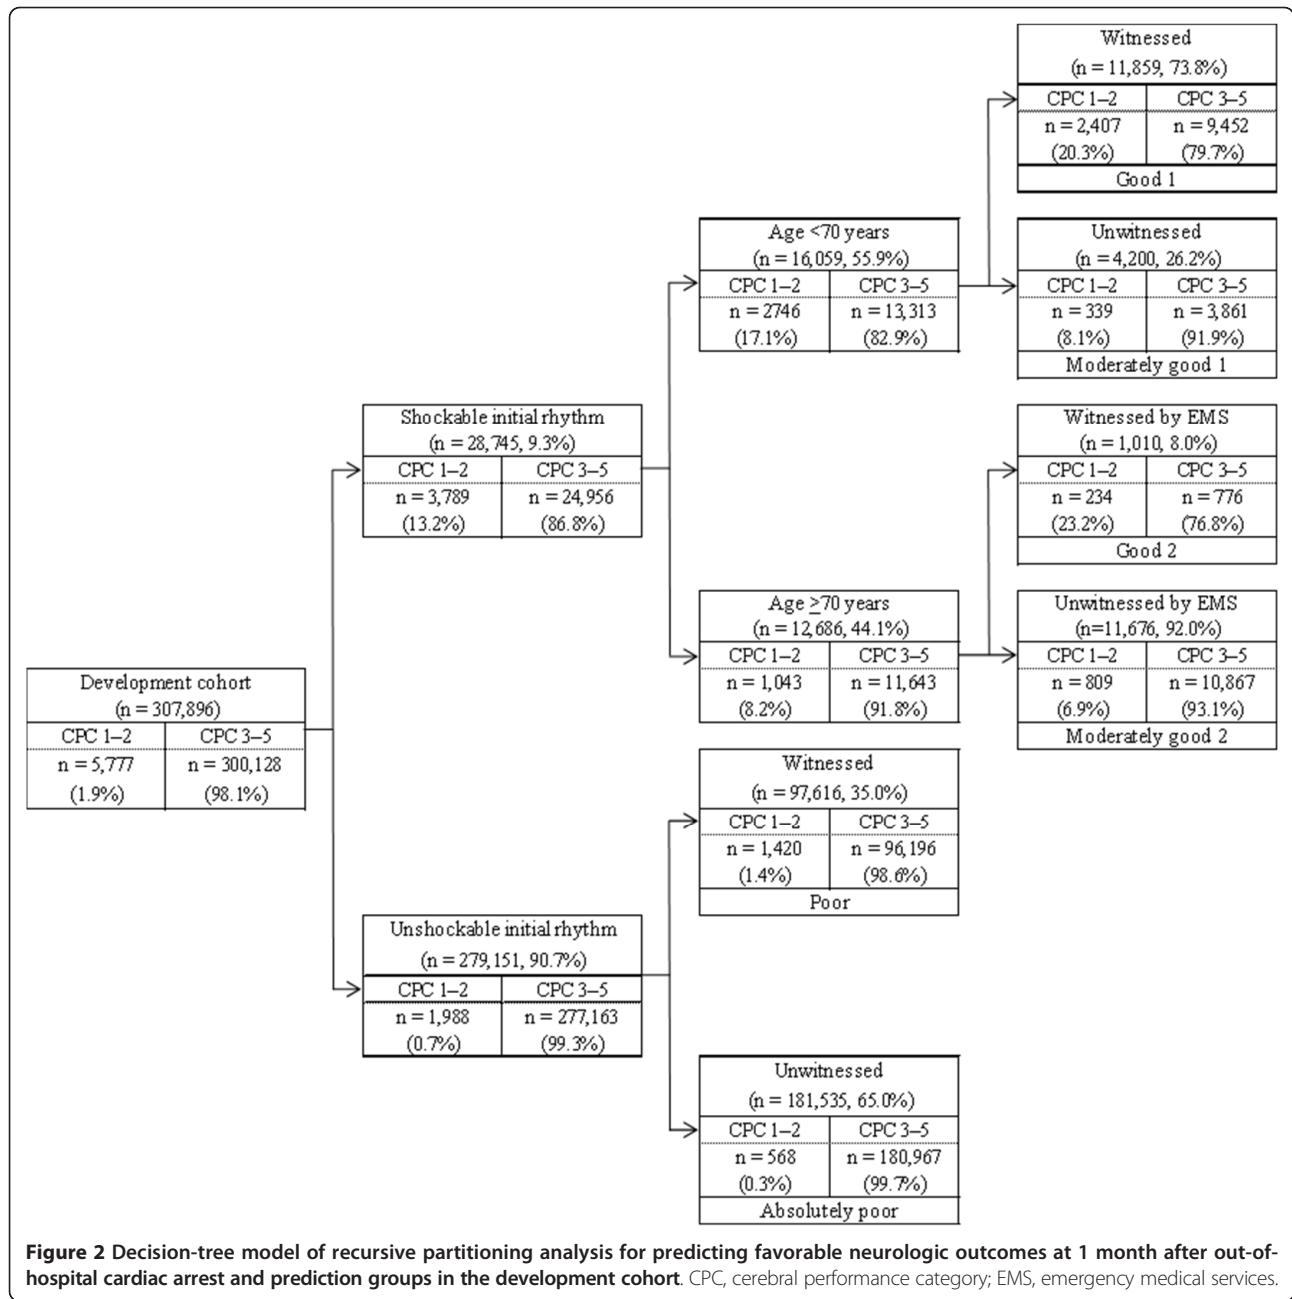 Development cohort
(n = 307,896)
CPC 1–2 CPC 3–5
n = 5,777 n = 300,128
(1.9%) (98.1%)
Shockable initial rhythm
(n = 28,745, 9.3%)
CPC 1–2 CPC 3–5
n = 3,789 n = 24,956
(13.2%) (86.8%)
Unshockable initial rhythm
(n = 279,151, 90.7%)
CPC 1–2 CPC 3–5
n = 1,988 n = 277,163
(0.7%) (99.3%)
Age <70 years
(n = 16,059, 55.9%)
CPC 1–2 CPC 3–5
n = 2746 n = 13,313
(17.1%) (82.9%)
Age ≥70 years
(n = 12,686, 44.1%)
CPC 1–2 CPC 3–5
n = 1,043 n = 11,643
(8.2%) (91.8%)
Witnessed
(n = 97,616, 35.0%)
CPC 1–2 CPC 3–5
n = 1,420 n = 96,196
(1.4%) (98.6%)
Poor
Unwitnessed
(n = 181,535, 65.0%)
CPC 1–2 CPC 3–5
n = 568 n = 180,967
(0.3%) (99.7%)
Absolutely poor
Witnessed
(n = 11,859, 73.8%)
CPC 1–2 CPC 3–5
n = 2,407 n = 9,452
(20.3%) (79.7%)
Good 1
Unwitnessed
(n = 4,200, 26.2%)
CPC 1–2 CPC 3–5
n = 339 n = 3,861
(8.1%) (91.9%)
Moderately good 1
Witnessed by EMS
(n = 1,010, 8.0%)
CPC 1–2 CPC 3–5
n = 234 n = 776
(23.2%) (76.8%)
Good 2
Unwitnessed by EMS
(n=11,676, 92.0%)
CPC 1–2 CPC 3–5
n = 809 n = 10,867
(6.9%) (93.1%)
Moderately good 2
Figure 2 Decision-tree model of recursive partitioning analysis for predicting favorable neurologic outcomes at 1 month after out-of-
hospital cardiac arrest and prediction groups in the development cohort. CPC, cerebral performance category; EMS, emergency medical services.